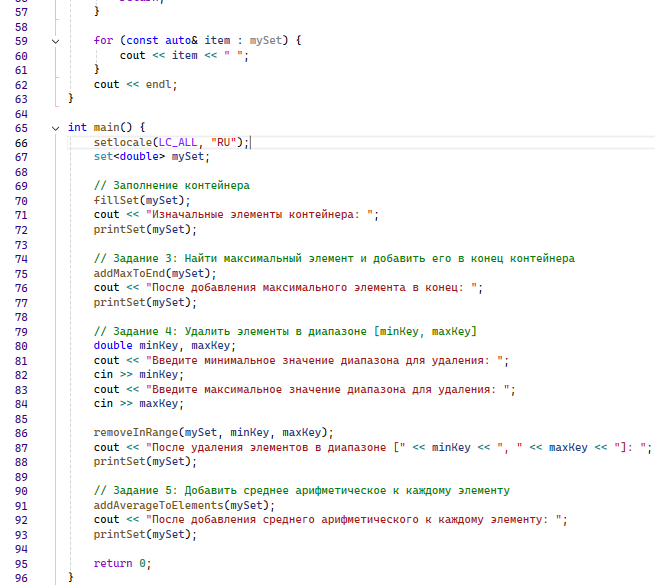 57 }
58
59 for (const auto& item : mySet) {
60 cout << item << " ";
61 }
62 cout << endl;
63 }
64
65 int main() {
66 setlocale(LC_ALL, "RU");
67 set<double> mySet;
68
69 // Заполнение контейнера
70 fillSet(mySet);
71 cout << "Изначальные элементы контейнера: ";
72 printSet(mySet);
73
74 // Задание 3: Найти максимальный элемент и добавить его в конец контейнера
75 addMaxToEnd(mySet);
76 cout << "После добавления максимального элемента в конец: ";
77 printSet(mySet);
78
79 // Задание 4: Удалить элементы в диапазоне [minKey, maxKey]
80 double minKey, maxKey;
81 cout << "Введите минимальное значение диапазона для удаления: ";
82 cin >> minKey;
83 cout << "Введите максимальное значение диапазона для удаления: ";
84 cin >> maxKey;
85
86 removeInRange(mySet, minKey, maxKey);
87 cout << "После удаления элементов в диапазоне [" << minKey << ", " << maxKey << "]: ";
88 printSet(mySet);
89
90 // Задание 5: Добавить среднее арифметическое к каждому элементу
91 addAverageToElements(mySet);
92 cout << "После добавления среднего арифметического к каждому элементу: ";
93 printSet(mySet);
94
95 return 0;
96 }